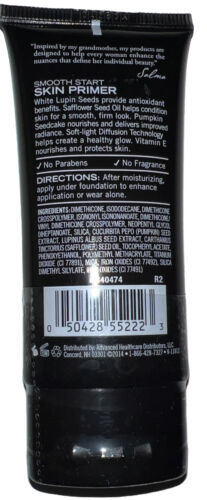 "Inspired by my grandmother, my products are
designed to help every woman enhance the
nuances that define her individual beauty."
Salma
SMOOTH START
SKIN PRIMER
White Lupin Seeds provide antioxidant
benefits. Safflower Seed Oil helps condition
skin for a smooth, firm look. Pumpkin
Seedcake nourishes and delivers improved
radiance. Soft-light Diffusion Technology
helps create a healthy glow. Vitamin E
nourishes and protects skin.
✓ No Parabens ✓ No Fragrance
DIRECTIONS: After moisturizing,
apply under foundation to enhance
application or wear alone.
INGREDIENTS: DIMETHICONE, ISODODECANE, DIMETHICONE
CROSSPOLYMER, ISONONYL ISONONANOATE, DIMETHICONE/
VINYL DIMETHICONE CROSSPOLYMER, NEOPENTYL GLYCOL
DIHEPTANOATE, SILICA, CUCURBITA PEPO (PUMPKIN)
EXTRACT, LUPINUS ALBUS SEED EXTRACT, CARTHAMUS
TINCTORIUS (SAFFLOWER) SEED OIL, TOCOPHERYL ACETATE,
PHENOXYETHANOL, POLYMETHYL METHACRYLATE, TITANIUM
DIOXIDE (CI 77891), MICA, IRON OXIDES (CI 77492), SILICA
DIMETHYL SILYLATE, IRON OXIDES (CI 77491)
40474 R2
0 50428 55222 3
Distributed by: Advanced Healthcare Distributors, LLC
Concord, NH 03301 ©2014 • 1-866-428-7327